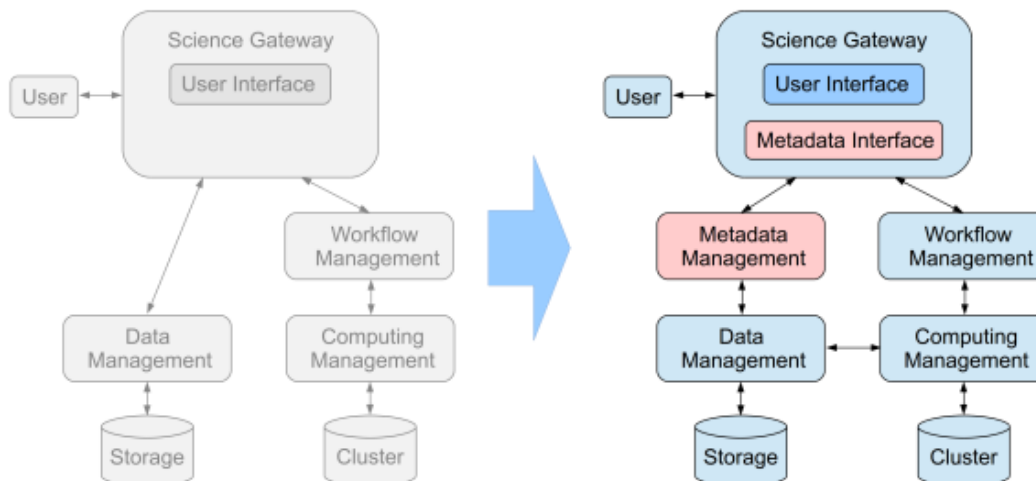 Science Gateway
User Interface
User
Workflow
Management
Data
Management
Computing
Management
Storage
Cluster
Science Gateway
User Interface
User
Metadata Interface
Metadata
Management
Workflow
Management
Data
Management
Computing
Management
Storage
Cluster